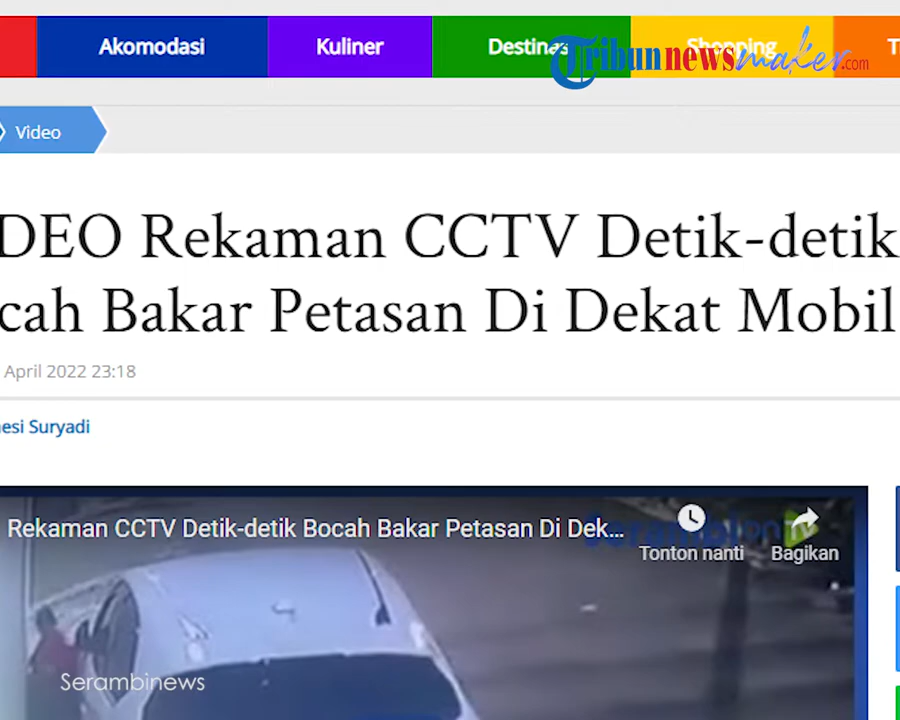 Akomodasi
Kuliner
Destinas
Shopping
Tribunnewsmaker.com
Video
DEO Rekaman CCTV Detik-detik
cah Bakar Petasan Di Dekat Mobil
April 2022 23:18
esi Suryadi
Rekaman CCTV Detik-detik Bocah Bakar Petasan Di Dek...
Tonton nanti
Bagikan
Serambinews